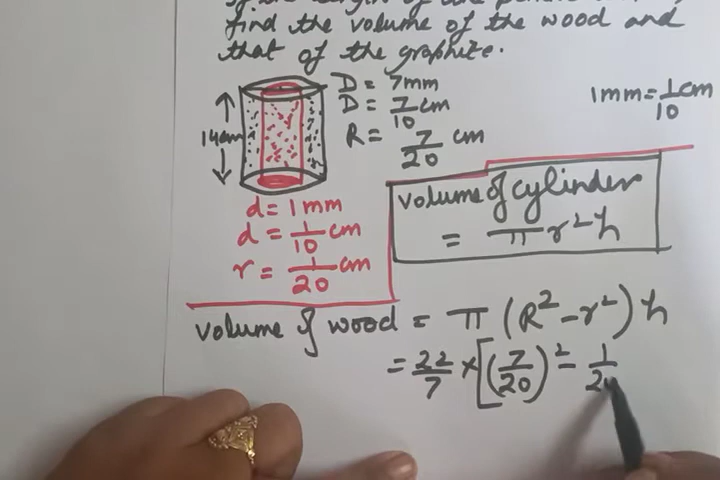 find the volume of the wood and
that of the graphite.
D = 7mm
D = 7/10 cm
R = 7/20 cm
1mm = 1/10 cm
14cm
d = 1mm
d = 1/10 cm
r = 1/20 cm
volume of cylinder
= πr²h
volume of wood = π (R² - r²) h
= 22/7 × [(7/20)² - 1/20